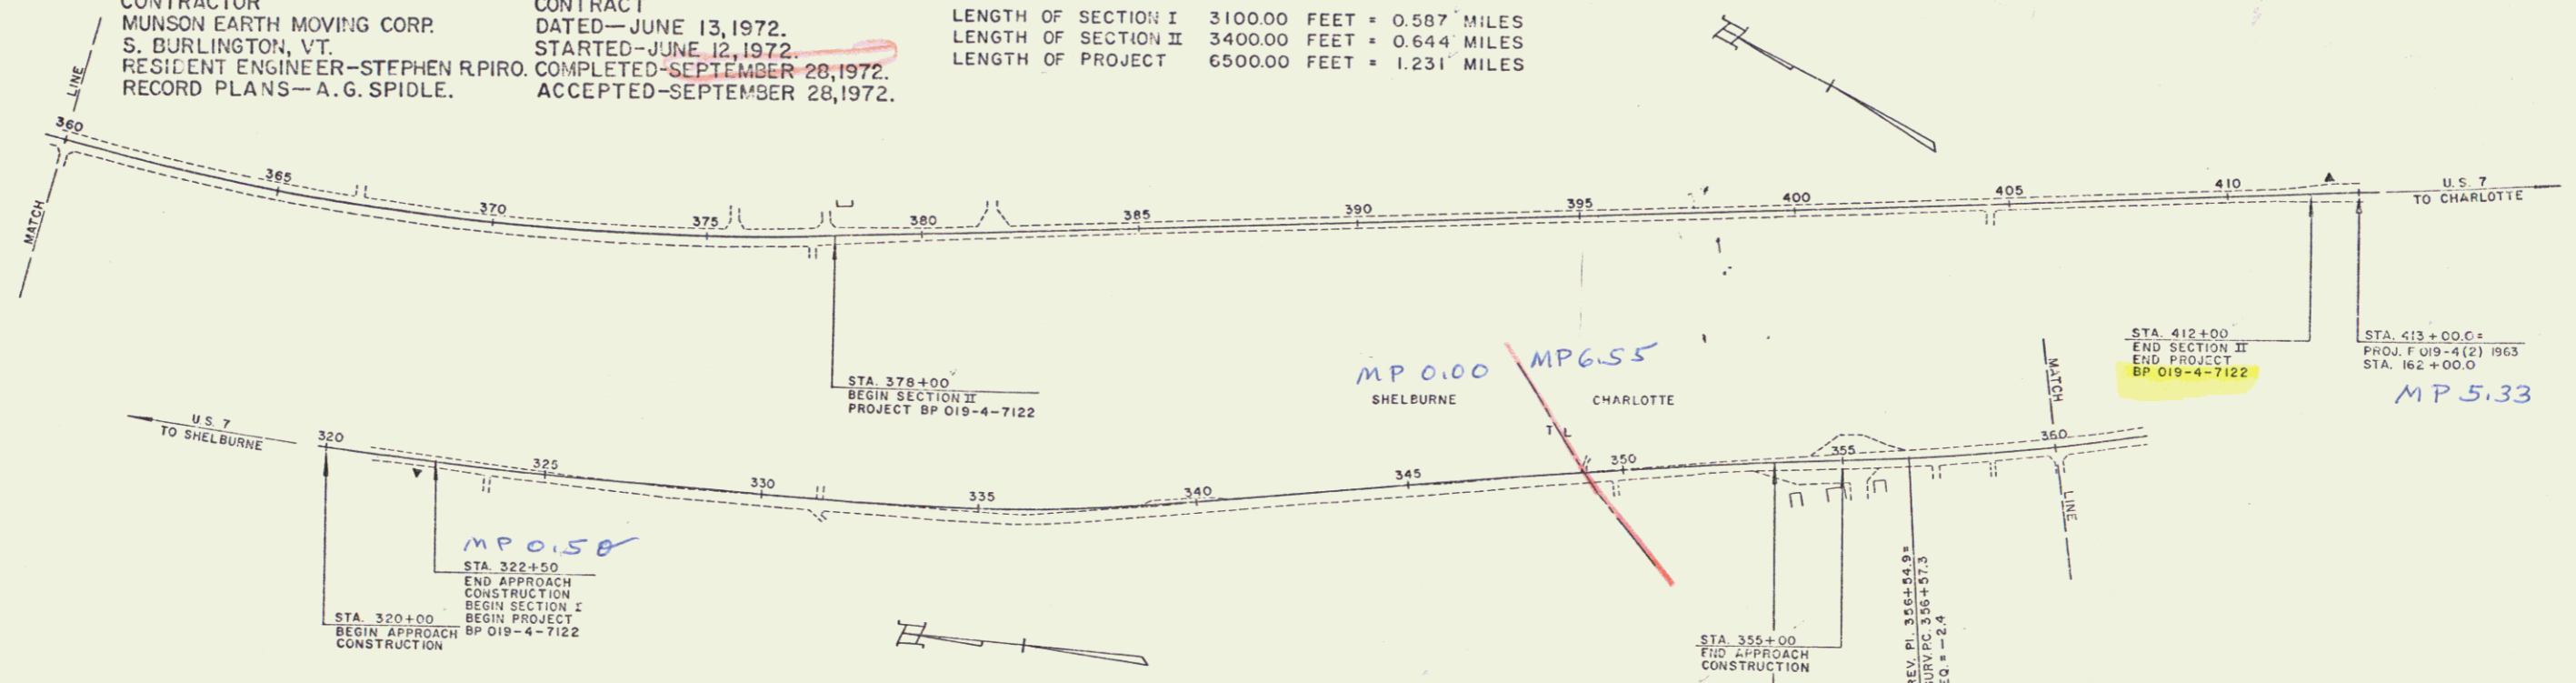 CONTRACTOR
MUNSON EARTH MOVING CORP.
S. BURLINGTON, VT.
RESIDENT ENGINEER—STEPHEN R.PIRO.
RECORD PLANS—A.G. SPIDLE.
CONTRACT
DATED—JUNE 13,1972.
STARTED-JUNE 12,1972.
COMPLETED-SEPTEMBER 28,1972.
ACCEPTED-SEPTEMBER 28,1972.
LENGTH OF SECTION I 3100.00 FEET = 0.587 MILES
LENGTH OF SECTION II 3400.00 FEET = 0.644 MILES
LENGTH OF PROJECT 6500.00 FEET = 1.231 MILES
MATCH LINE
360
365
370
375
380
385
390
395
400
405
410
U.S. 7
TO CHARLOTTE
STA. 378+00
BEGIN SECTION II
PROJECT BP 019-4-7122
STA. 412+00
END SECTION II
END PROJECT
BP 019-4-7122
STA. 413+00.0=
PROJ. F 019-4(2) 1963
STA. 162+00.0
MP 5.33
MP 0.00
SHELBURNE
MP 6.55
CHARLOTTE
T L
U.S. 7
TO SHELBURNE
320
325
330
335
340
345
350
355
360
MATCH LINE
MP 0.50
STA. 322+50
END APPROACH
CONSTRUCTION
BEGIN SECTION I
BEGIN PROJECT
BP 019-4-7122
STA. 320+00
BEGIN APPROACH
CONSTRUCTION
STA. 355+00
END APPROACH
CONSTRUCTION
REV. P.I. 356+54.9=
SURV. P.C. 356+57.3
EQ. = -2.4